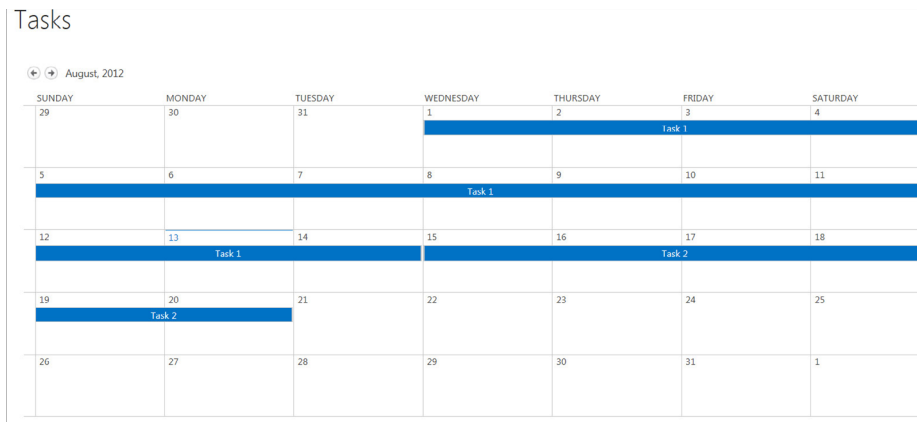 Tasks
August, 2012
SUNDAY MONDAY TUESDAY WEDNESDAY THURSDAY FRIDAY SATURDAY
29 30 31 1 2 3 4
Task 1
5 6 7 8 9 10 11
Task 1
12 13 14 15 16 17 18
Task 1 Task 2
19 20 21 22 23 24 25
Task 2
26 27 28 29 30 31 1